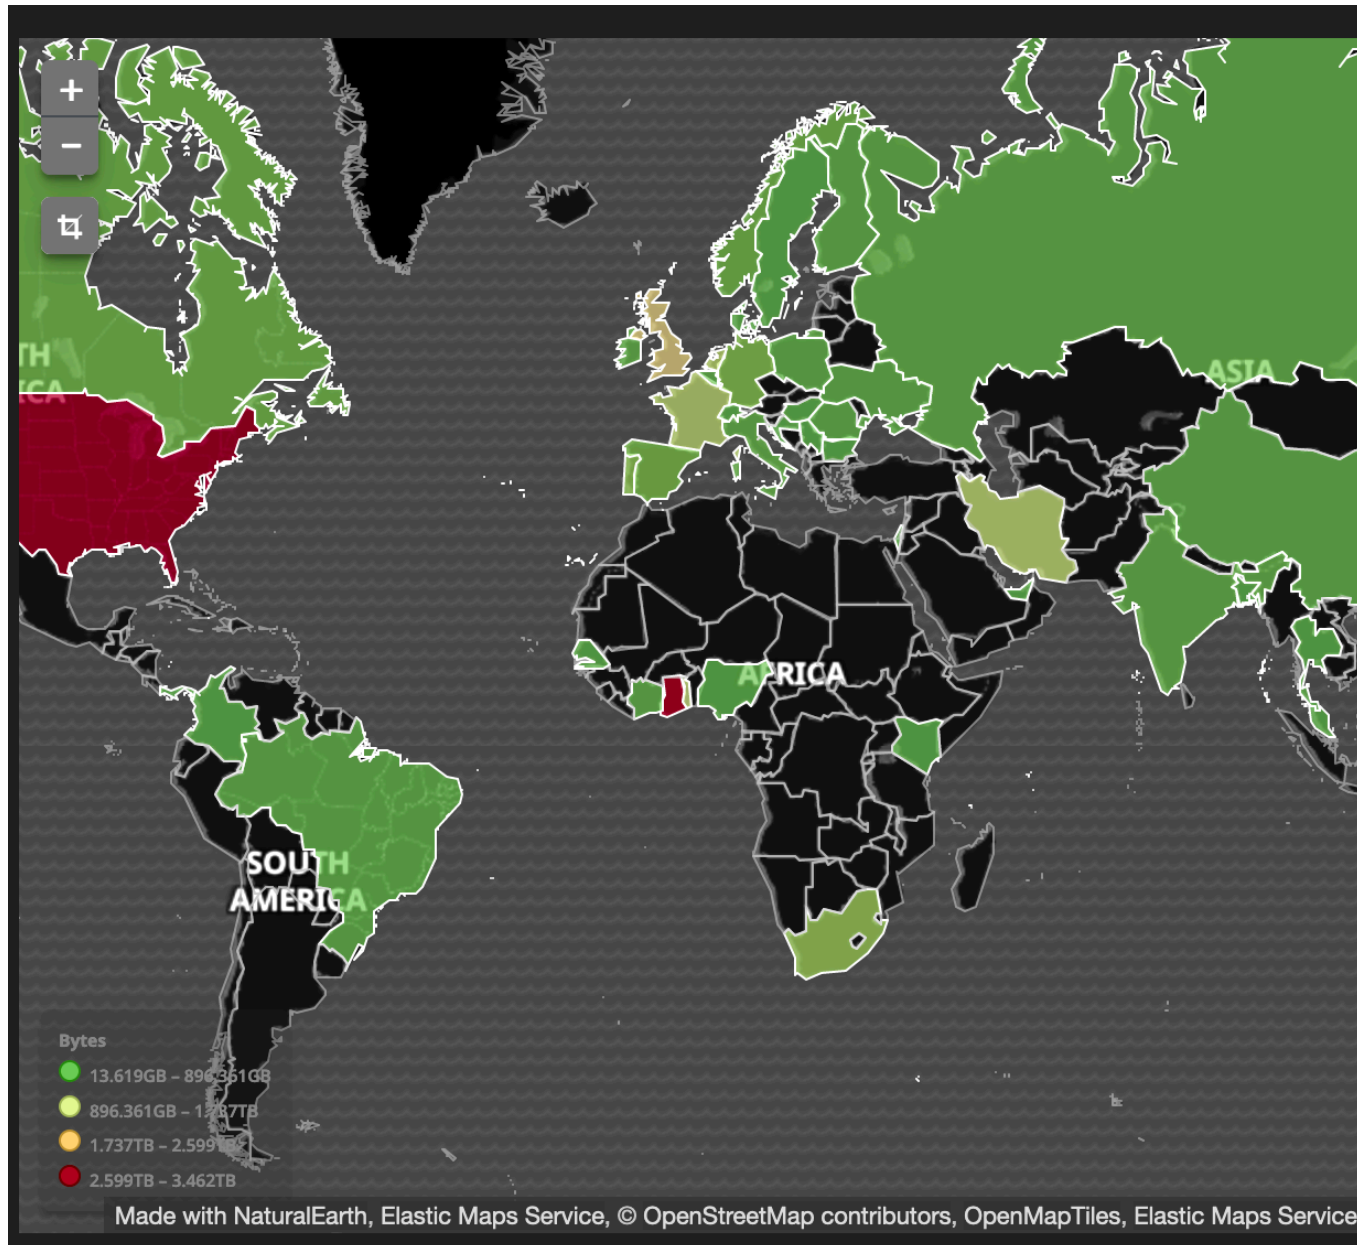 +
−
TH
ICA
ASIA
AFRICA
SOUTH
AMERICA
Bytes
13.619GB – 896.361GB
896.361GB – 1.737TB
1.737TB – 2.599TB
2.599TB – 3.462TB
Made with NaturalEarth, Elastic Maps Service, © OpenStreetMap contributors, OpenMapTiles, Elastic Maps Service